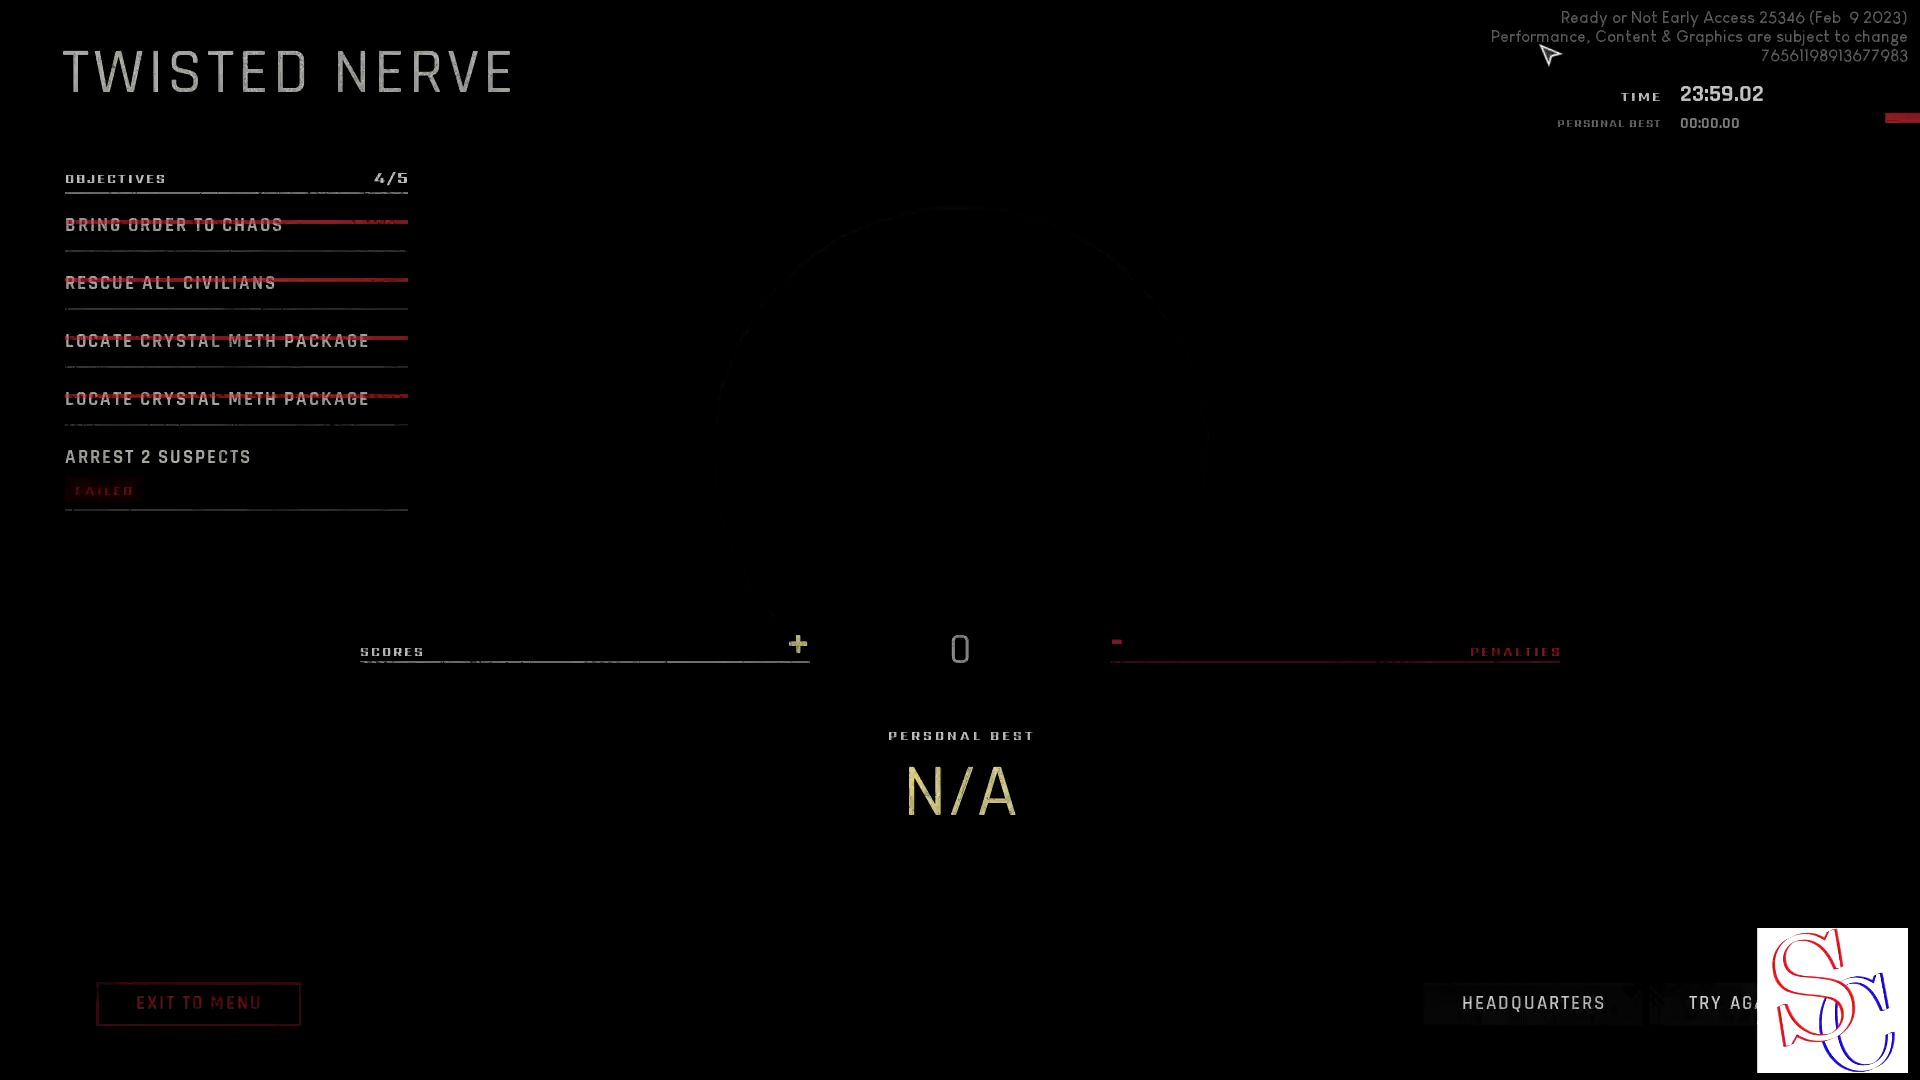 Ready or Not Early Access 25346 (Feb 9 2023)
Performance, Content & Graphics are subject to change
76561198913677983
TWISTED NERVE
TIME 23:59.02
PERSONAL BEST 00:00.00
OBJECTIVES 4/5
BRING ORDER TO CHAOS
RESCUE ALL CIVILIANS
LOCATE CRYSTAL METH PACKAGE
LOCATE CRYSTAL METH PACKAGE
ARREST 2 SUSPECTS
FAILED
SCORES + 0 - PENALTIES
PERSONAL BEST
N/A
EXIT TO MENU
HEADQUARTERS
TRY AGA
SC